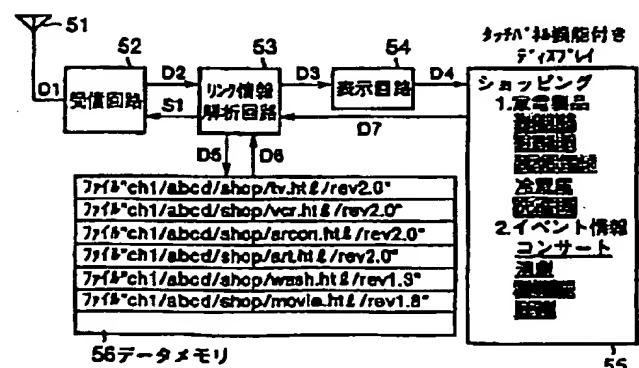 51
52
53
54
タッチパネル機能付き
ディスプレイ
D1
受信回路
D2
S1
リンク情報
解析回路
D3
表示回路
D4
D7
D5
D6
ショッピング
1.家電製品
冷蔵庫
2.イベント情報
コンサート
演劇
ファイル"ch1/abcd/shop/tv.htl/rev2.0"
ファイル"ch1/abcd/shop/vcr.htl/rev2.0"
ファイル"ch1/abcd/shop/arcon.htl/rev2.0"
ファイル"ch1/abcd/shop/art.htl/rev2.0"
ファイル"ch1/abcd/shop/wash.htl/rev1.3"
ファイル"ch1/abcd/shop/movie.htl/rev1.8"
56データメモリ
55